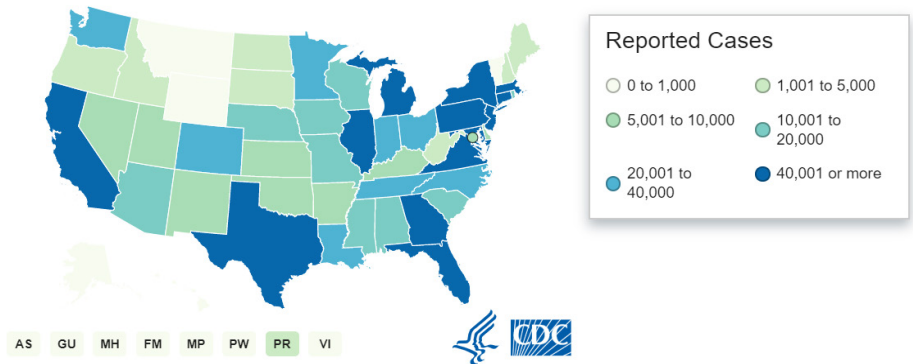 Reported Cases
0 to 1,000
1,001 to 5,000
5,001 to 10,000
10,001 to
20,000
20,001 to
40,000
40,001 or more
AS GU MH FM MP PW PR VI
CDC